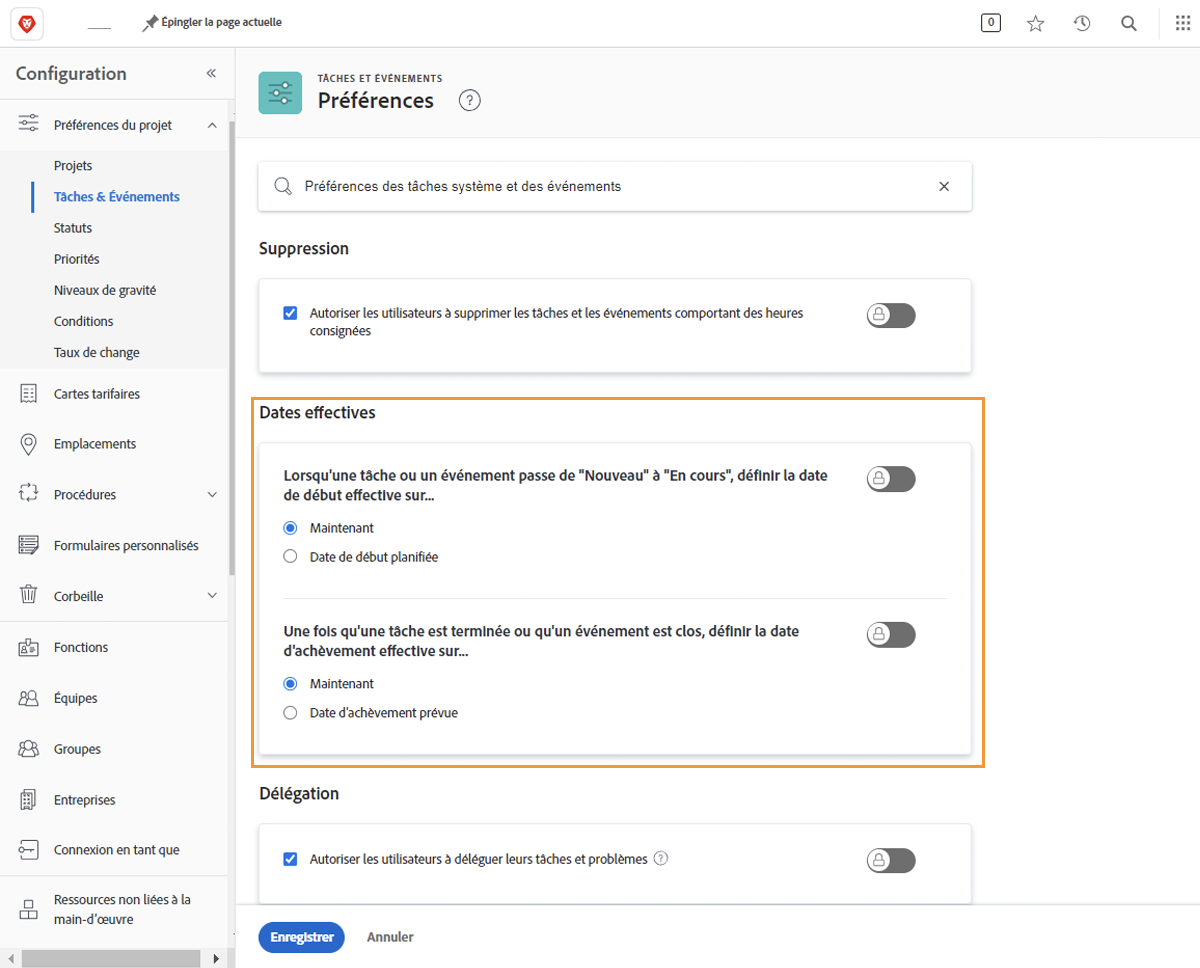 Épingler la page actuelle
0
Configuration
Préférences du projet
Projets
Tâches & Événements
Statuts
Priorités
Niveaux de gravité
Conditions
Taux de change
Cartes tarifaires
Emplacements
Procédures
Formulaires personnalisés
Corbeille
Fonctions
Équipes
Groupes
Entreprises
Connexion en tant que
Ressources non liées à la
main-d'œuvre
TÂCHES ET ÉVÉNEMENTS
Préférences
?
Préférences des tâches système et des événements
Suppression
Autoriser les utilisateurs à supprimer les tâches et les événements comportant des heures
consignées
Dates effectives
Lorsqu'une tâche ou un événement passe de "Nouveau" à "En cours", définir la date
de début effective sur...
Maintenant
Date de début planifiée
Une fois qu'une tâche est terminée ou qu'un événement est clos, définir la date
d'achèvement effective sur...
Maintenant
Date d'achèvement prévue
Délégation
Autoriser les utilisateurs à déléguer leurs tâches et problèmes ?
Enregistrer
Annuler